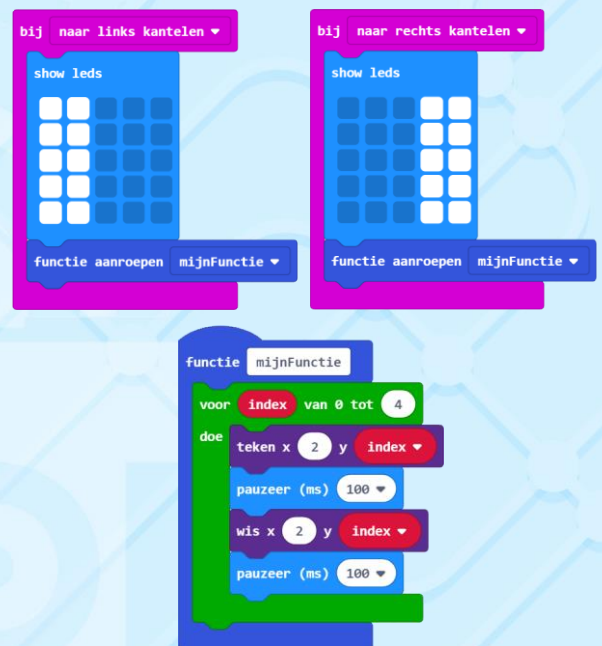 bij naar links kantelen
show leds
functie aanroepen mijnFunctie
bij naar rechts kantelen
show leds
functie aanroepen mijnFunctie
functie mijnFunctie
voor index van 0 tot 4
doe
teken x 2 y index
pauzeer (ms) 100
wis x 2 y index
pauzeer (ms) 100